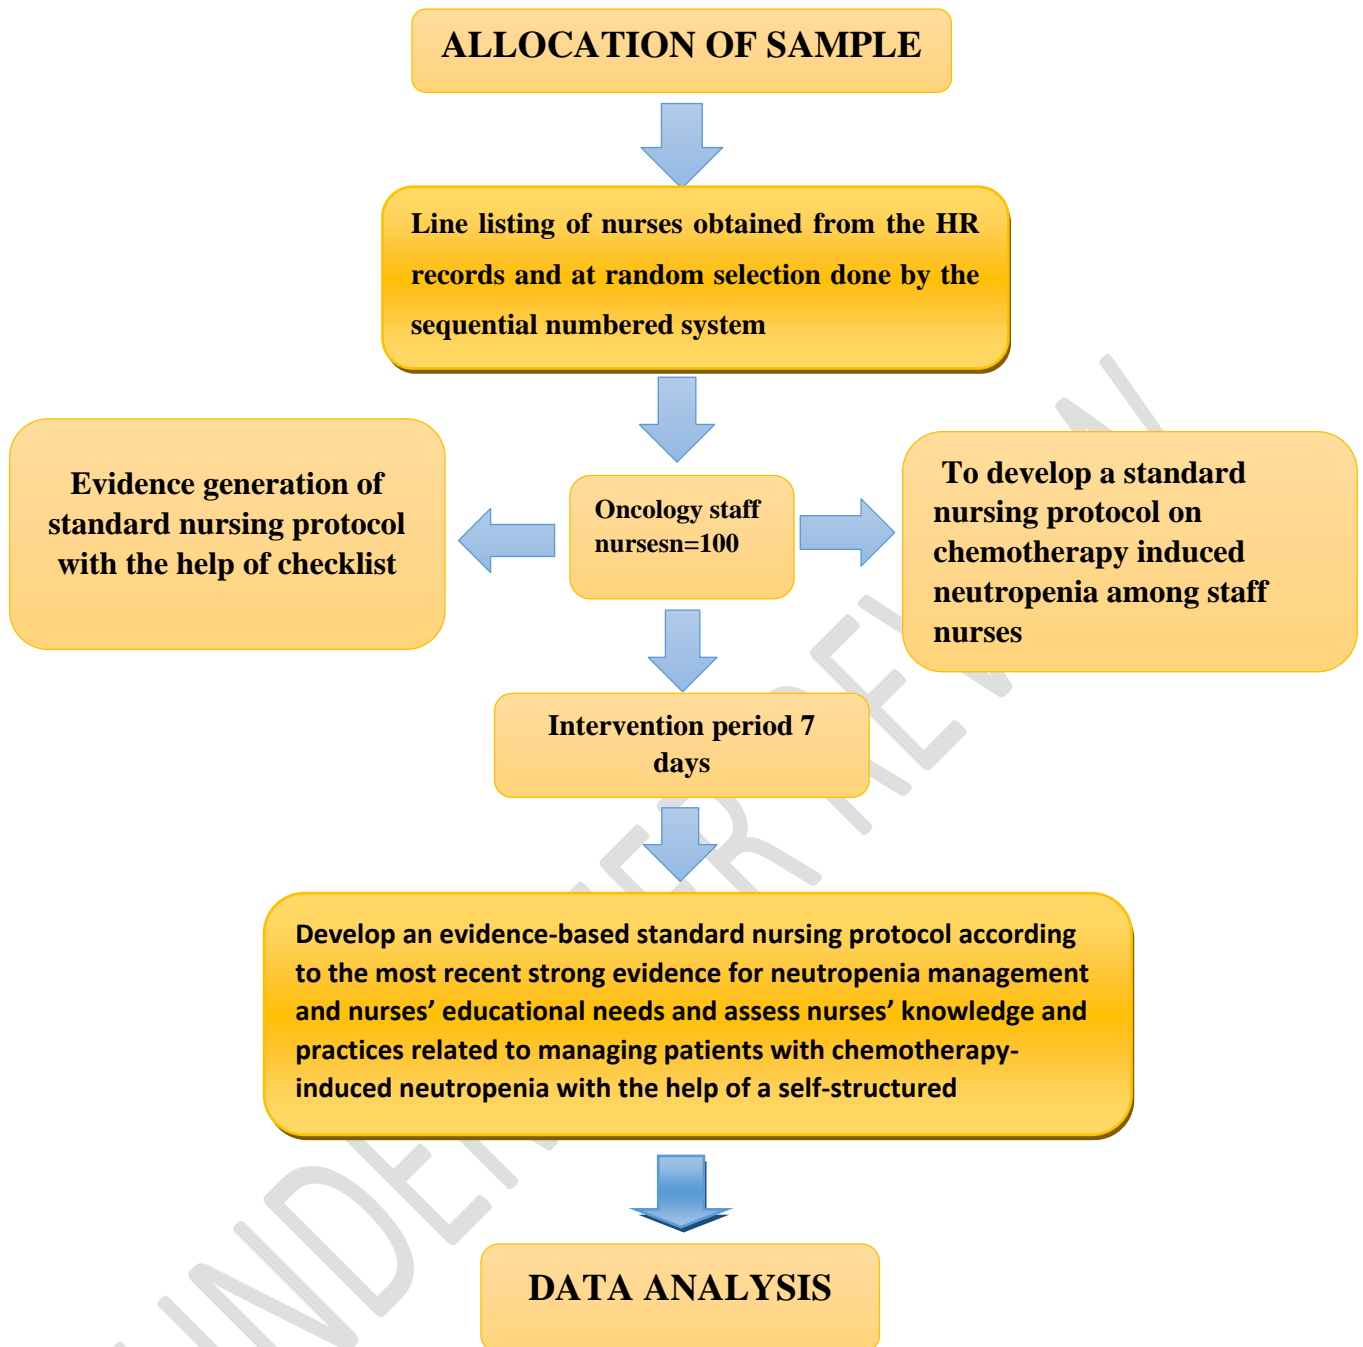 ALLOCATION OF SAMPLE
Line listing of nurses obtained from the HR
records and at random selection done by the
sequential numbered system
Evidence generation of
standard nursing protocol
with the help of checklist
Oncology staff
nursesn=100
To develop a standard
nursing protocol on
chemotherapy induced
neutropenia among staff
nurses
Intervention period 7
days
Develop an evidence-based standard nursing protocol according
to the most recent strong evidence for neutropenia management
and nurses’ educational needs and assess nurses’ knowledge and
practices related to managing patients with chemotherapy-
induced neutropenia with the help of a self-structured
DATA ANALYSIS